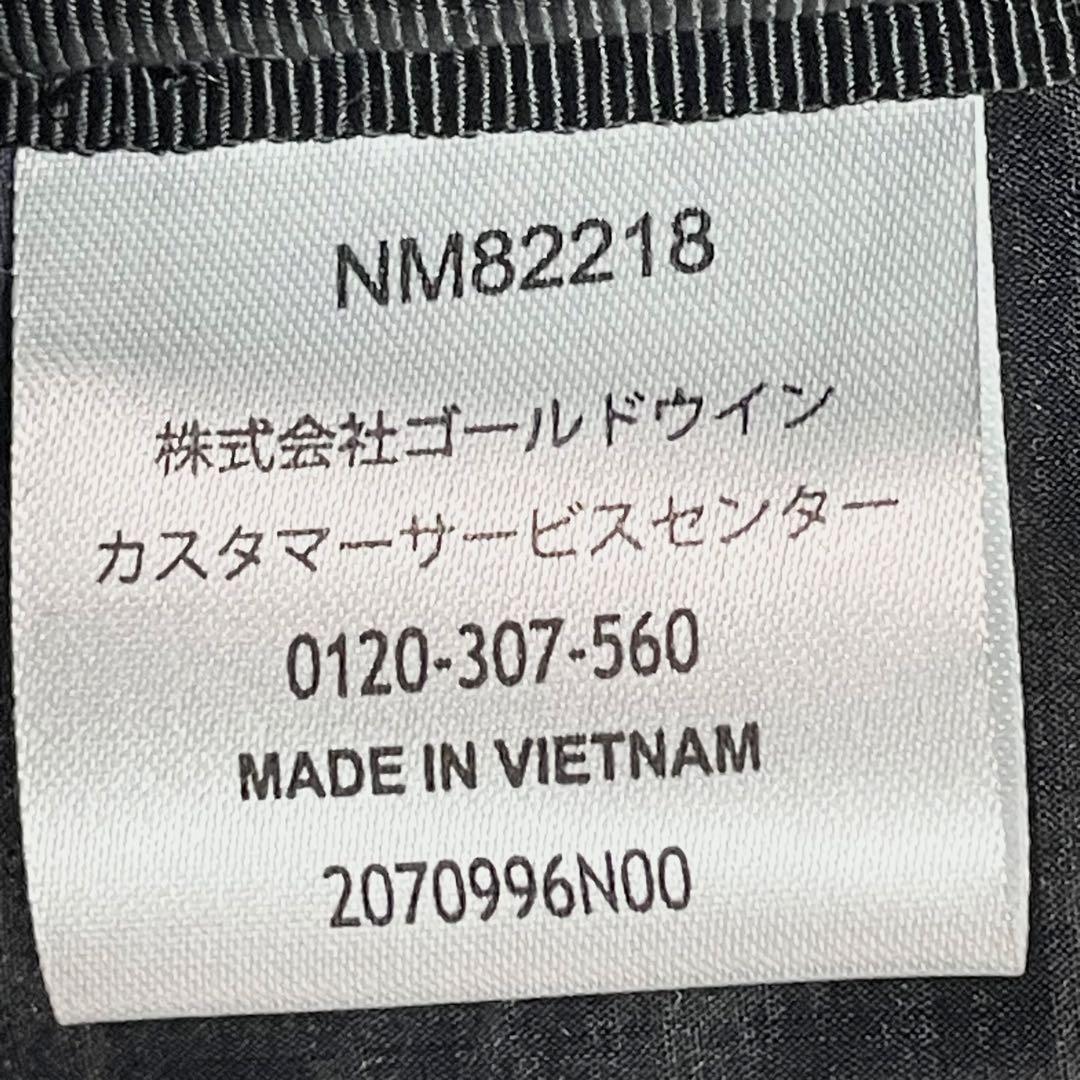 NM82218
株式会社ゴールドウイン
カスタマーサービスセンター
0120-307-560
MADE IN VIETNAM
2070996N00